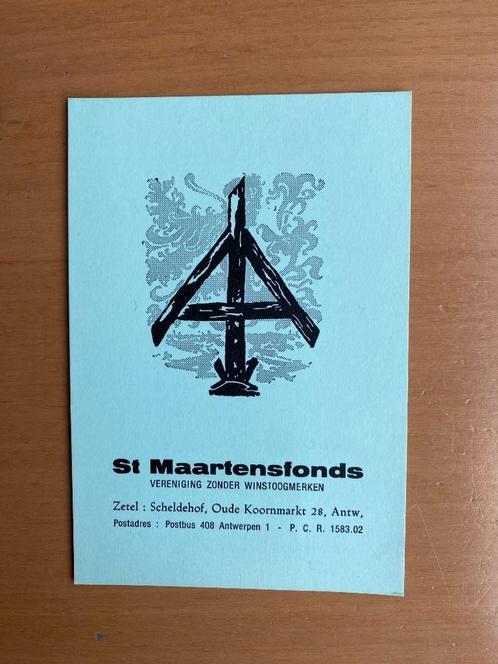 St Maartensfonds
VERENIGING ZONDER WINSTOOGMERKEN
Zetel : Scheldehof, Oude Koornmarkt 28, Antw,
Postadres : Postbus 408 Antwerpen 1 - P. C. R. 1583.02